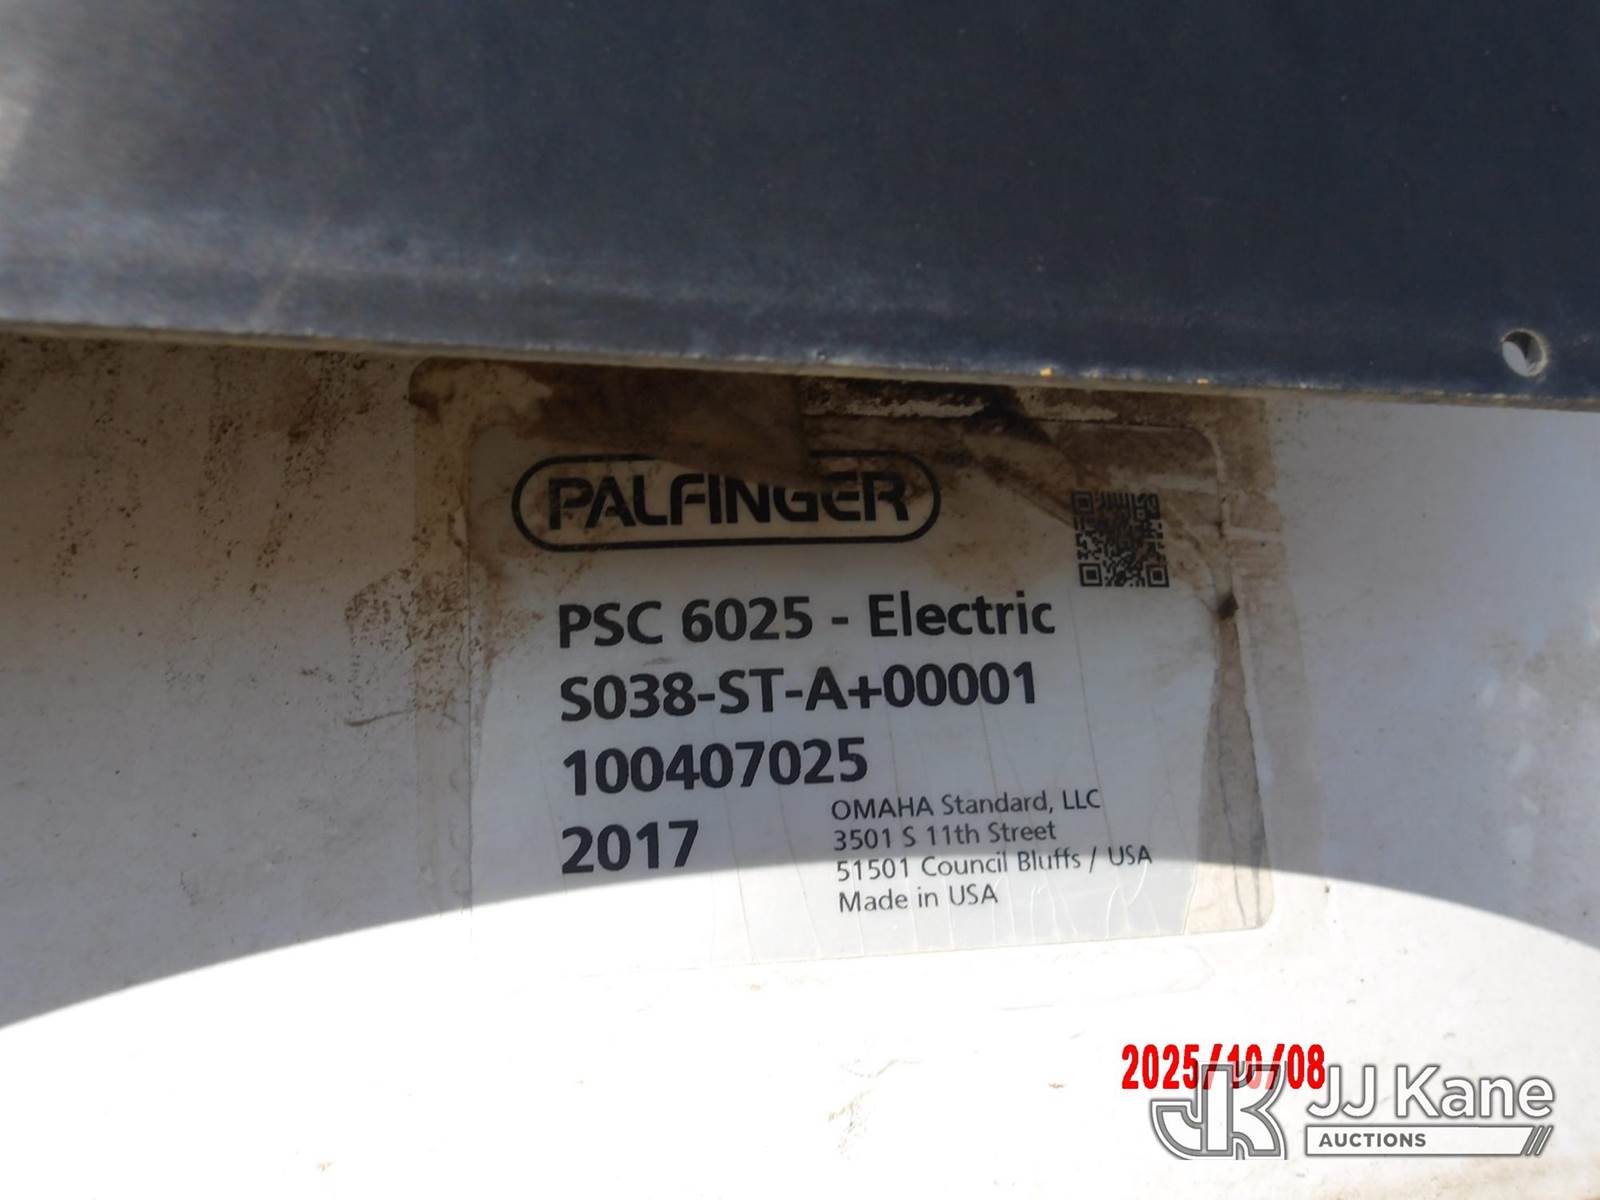 PALFINGER
PSC 6025 - Electric
S038-ST-A+00001
100407025
2017
OMAHA Standard, LLC
3501 S 11th Street
51501 Council Bluffs / USA
Made in USA
2025/10/08
JK JJ Kane
AUCTIONS